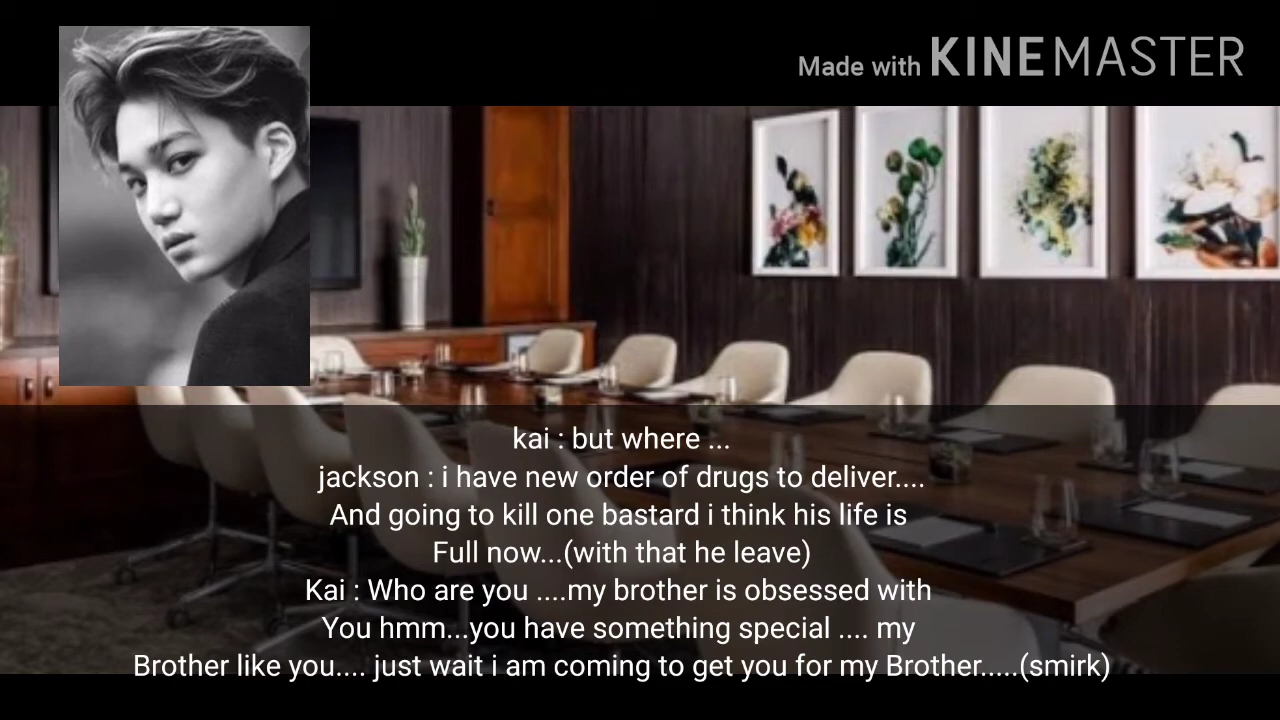 Made with KINEMASTER
kai : but where ...
jackson : i have new order of drugs to deliver....
And going to kill one bastard i think his life is
Full now...(with that he leave)
Kai : Who are you ....my brother is obsessed with
You hmm...you have something special .... my
Brother like you.... just wait i am coming to get you for my Brother.....(smirk)